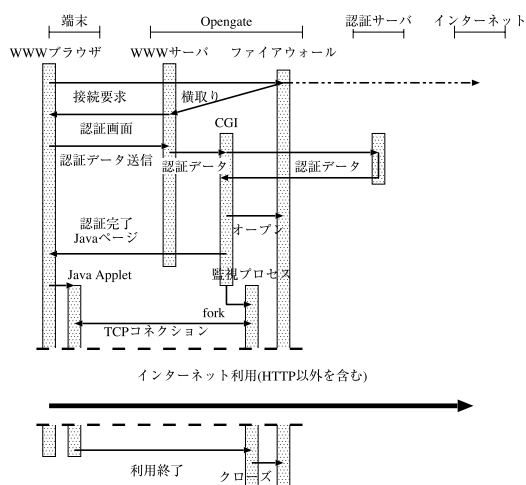 端末
Opengate
認証サーバ
インターネット
WWWブラウザ
WWWサーバ
ファイアウォール
接続要求
横取り
認証画面
CGI
認証データ送信
認証データ
認証データ
認証完了
Javaページ
オープン
Java Applet
監視プロセス
fork
TCPコネクション
インターネット利用(HTTP以外を含む)
利用終了
クローズ